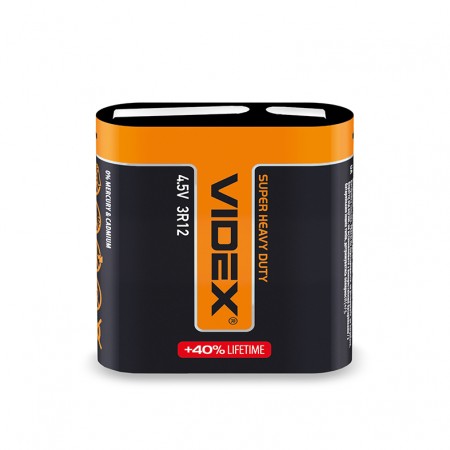 SUPER HEAVY DUTY
VIDEX®
4,5V 3R12
0% MERCURY & CADMIUM
+40% LIFETIME